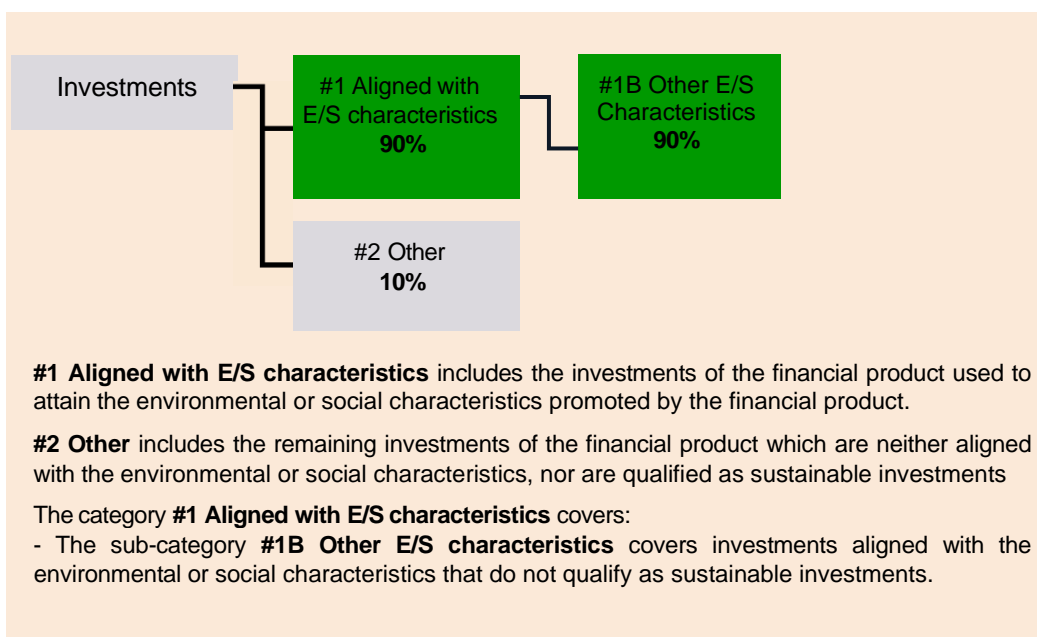 Investments
#1 Aligned with
E/S characteristics
90%
#1B Other E/S
Characteristics
90%
#2 Other
10%
#1 Aligned with E/S characteristics includes the investments of the financial product used to
attain the environmental or social characteristics promoted by the financial product.
#2 Other includes the remaining investments of the financial product which are neither aligned
with the environmental or social characteristics, nor are qualified as sustainable investments
The category #1 Aligned with E/S characteristics covers:
- The sub-category #1B Other E/S characteristics covers investments aligned with the
environmental or social characteristics that do not qualify as sustainable investments.